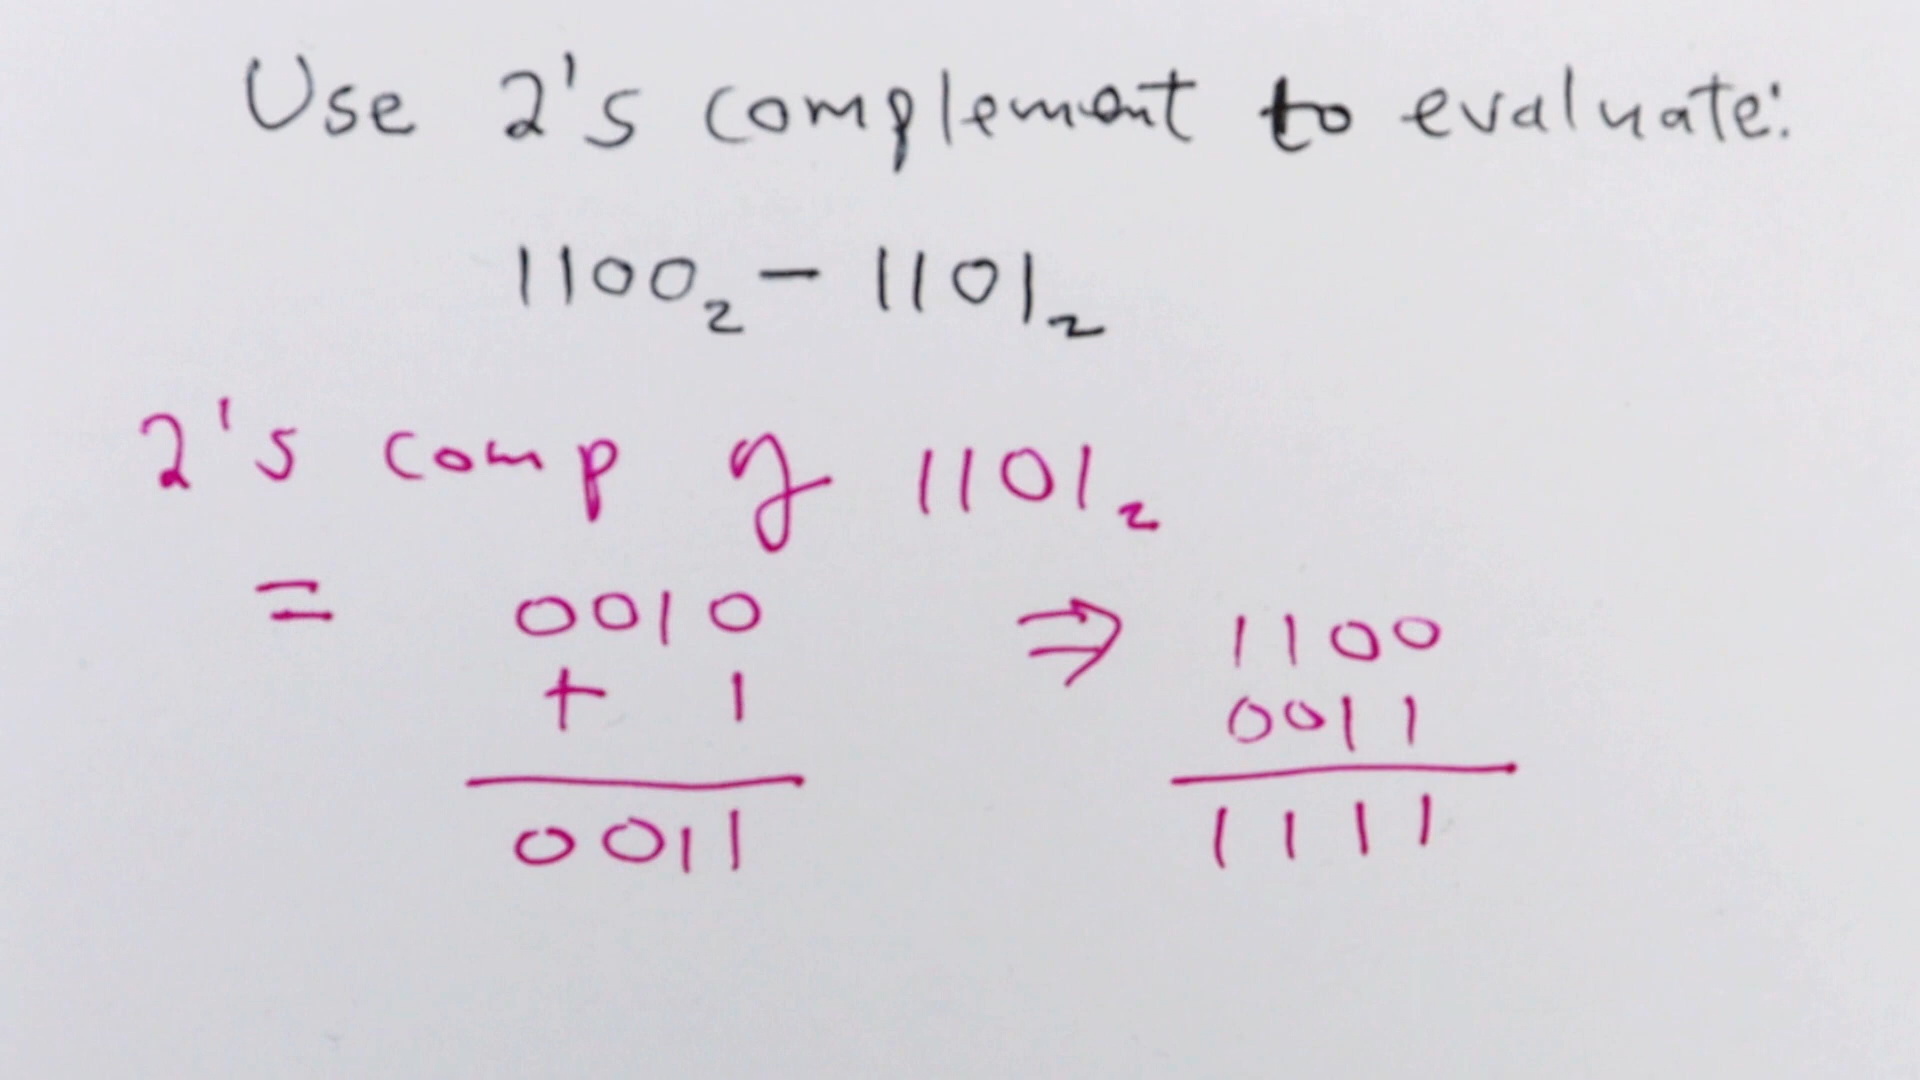 Use 2's complement to evaluate:
1100₂ - 1101₂
2's comp of 1101₂
= 0010 ⇒ 1100
+ 1 0011
0011 1111